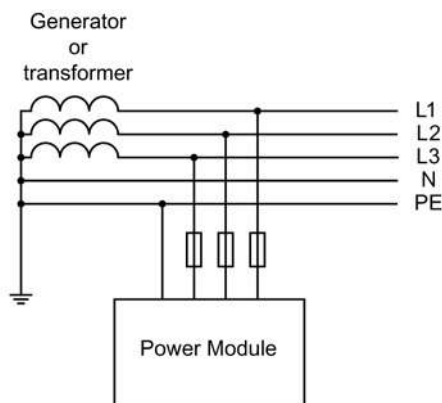 Generator
or
transformer
L1
L2
L3
N
PE
Power Module